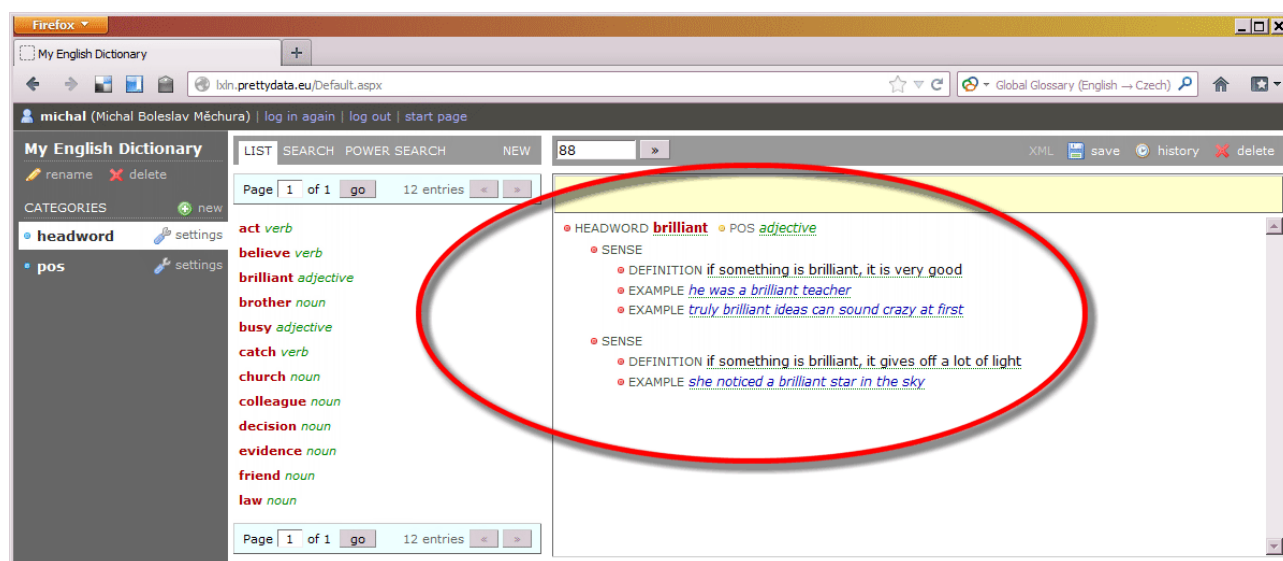 Firefox
My English Dictionary
+
lxln.prettydata.eu/Default.aspx
Global Glossary (English → Czech)
michal (Michal Boleslav Měchura) | log in again | log out | start page
My English Dictionary
rename delete
CATEGORIES new
headword settings
pos settings
LIST SEARCH POWER SEARCH NEW
Page 1 of 1 go 12 entries « »
act verb
believe verb
brilliant adjective
brother noun
busy adjective
catch verb
church noun
colleague noun
decision noun
evidence noun
friend noun
law noun
Page 1 of 1 go 12 entries « »
88 » XML save history delete
HEADWORD brilliant POS adjective
SENSE
DEFINITION if something is brilliant, it is very good
EXAMPLE he was a brilliant teacher
EXAMPLE truly brilliant ideas can sound crazy at first
SENSE
DEFINITION if something is brilliant, it gives off a lot of light
EXAMPLE she noticed a brilliant star in the sky